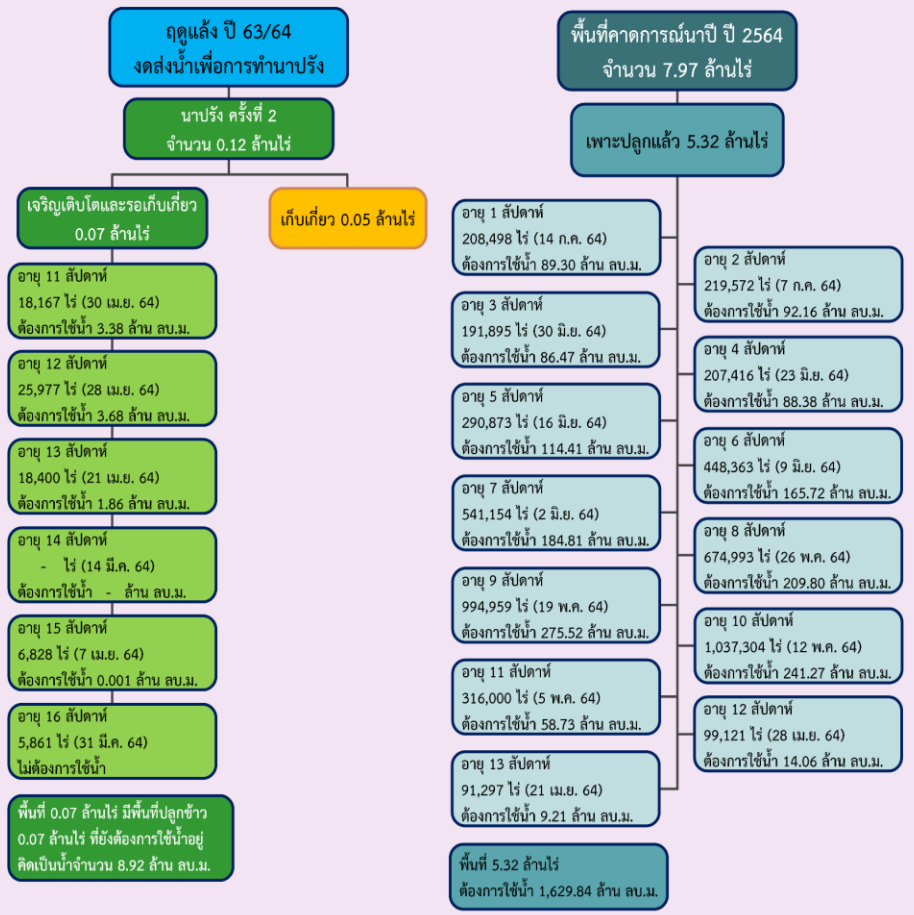 ฤดูแล้ง ปี 63/64
งดส่งน้ำเพื่อการทำนาปรัง
นาปรัง ครั้งที่ 2
จำนวน 0.12 ล้านไร่
เจริญเติบโตและรอเก็บเกี่ยว
0.07 ล้านไร่
เก็บเกี่ยว 0.05 ล้านไร่
อายุ 11 สัปดาห์
18,167 ไร่ (30 เม.ย. 64)
ต้องการใช้น้ำ 3.38 ล้าน ลบ.ม.
อายุ 12 สัปดาห์
25,977 ไร่ (28 เม.ย. 64)
ต้องการใช้น้ำ 3.68 ล้าน ลบ.ม.
อายุ 13 สัปดาห์
18,400 ไร่ (21 เม.ย. 64)
ต้องการใช้น้ำ 1.86 ล้าน ลบ.ม.
อายุ 14 สัปดาห์
- ไร่ (14 มี.ค. 64)
ต้องการใช้น้ำ - ล้าน ลบ.ม.
อายุ 15 สัปดาห์
6,828 ไร่ (7 เม.ย. 64)
ต้องการใช้น้ำ 0.001 ล้าน ลบ.ม.
อายุ 16 สัปดาห์
5,861 ไร่ (31 มี.ค. 64)
ไม่ต้องการใช้น้ำ
พื้นที่ 0.07 ล้านไร่ มีพื้นที่ปลูกข้าว
0.07 ล้านไร่ ที่ยังต้องการใช้น้ำอยู่
คิดเป็นน้ำจำนวน 8.92 ล้าน ลบ.ม.
พื้นที่คาดการณ์นาปี ปี 2564
จำนวน 7.97 ล้านไร่
เพาะปลูกแล้ว 5.32 ล้านไร่
อายุ 1 สัปดาห์
208,498 ไร่ (14 ก.ค. 64)
ต้องการใช้น้ำ 89.30 ล้าน ลบ.ม.
อายุ 2 สัปดาห์
219,572 ไร่ (7 ก.ค. 64)
ต้องการใช้น้ำ 92.16 ล้าน ลบ.ม.
อายุ 3 สัปดาห์
191,895 ไร่ (30 มิ.ย. 64)
ต้องการใช้น้ำ 86.47 ล้าน ลบ.ม.
อายุ 4 สัปดาห์
207,416 ไร่ (23 มิ.ย. 64)
ต้องการใช้น้ำ 88.38 ล้าน ลบ.ม.
อายุ 5 สัปดาห์
290,873 ไร่ (16 มิ.ย. 64)
ต้องการใช้น้ำ 114.41 ล้าน ลบ.ม.
อายุ 6 สัปดาห์
448,363 ไร่ (9 มิ.ย. 64)
ต้องการใช้น้ำ 165.72 ล้าน ลบ.ม.
อายุ 7 สัปดาห์
541,154 ไร่ (2 มิ.ย. 64)
ต้องการใช้น้ำ 184.81 ล้าน ลบ.ม.
อายุ 8 สัปดาห์
674,993 ไร่ (26 พ.ค. 64)
ต้องการใช้น้ำ 209.80 ล้าน ลบ.ม.
อายุ 9 สัปดาห์
994,959 ไร่ (19 พ.ค. 64)
ต้องการใช้น้ำ 275.52 ล้าน ลบ.ม.
อายุ 10 สัปดาห์
1,037,304 ไร่ (12 พ.ค. 64)
ต้องการใช้น้ำ 241.27 ล้าน ลบ.ม.
อายุ 11 สัปดาห์
316,000 ไร่ (5 พ.ค. 64)
ต้องการใช้น้ำ 58.73 ล้าน ลบ.ม.
อายุ 12 สัปดาห์
99,121 ไร่ (28 เม.ย. 64)
ต้องการใช้น้ำ 14.06 ล้าน ลบ.ม.
อายุ 13 สัปดาห์
91,297 ไร่ (21 เม.ย. 64)
ต้องการใช้น้ำ 9.21 ล้าน ลบ.ม.
พื้นที่ 5.32 ล้านไร่
ต้องการใช้น้ำ 1,629.84 ล้าน ลบ.ม.